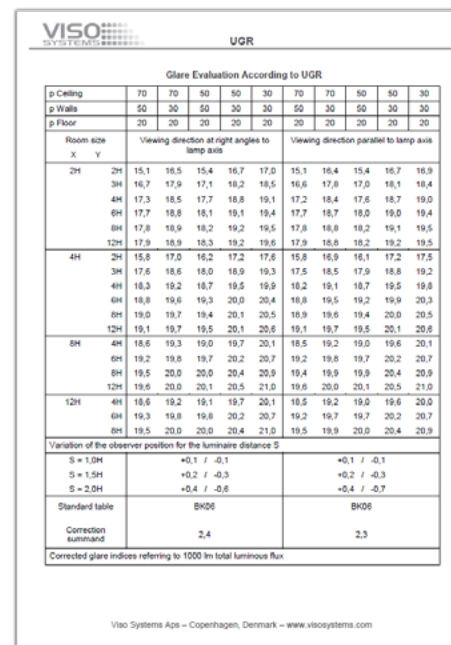 VISO
SYSTEMS
UGR
Glare Evaluation According to UGR
p Ceiling 70 70 50 50 30 70 70 50 50 30
p Walls 50 30 50 30 30 50 30 50 30 30
p Floor 20 20 20 20 20 20 20 20 20 20
Room size Viewing direction at right angles to Viewing direction parallel to lamp axis
X Y lamp axis
2H 2H 15,1 16,5 15,4 16,7 17,0 15,1 16,4 15,4 16,7 16,9
3H 16,7 17,9 17,1 18,2 18,5 16,6 17,8 17,0 18,1 18,4
4H 17,3 18,5 17,7 18,8 19,1 17,2 18,4 17,6 18,7 19,0
6H 17,7 18,8 18,1 19,1 19,4 17,7 18,7 18,0 19,0 19,4
8H 17,8 18,9 18,2 19,2 19,5 17,8 18,8 18,2 19,1 19,5
12H 17,9 18,9 18,3 19,2 19,6 17,9 18,8 18,2 19,2 19,5
4H 2H 15,8 17,0 16,2 17,2 17,6 15,8 16,9 16,1 17,2 17,5
3H 17,6 18,6 18,0 18,9 19,3 17,5 18,5 17,9 18,8 19,2
4H 18,3 19,2 18,7 19,5 19,9 18,2 19,1 18,7 19,5 19,8
6H 18,8 19,6 19,3 20,0 20,4 18,8 19,5 19,2 19,9 20,3
8H 19,0 19,7 19,4 20,1 20,5 18,9 19,6 19,4 20,0 20,5
12H 19,1 19,7 19,5 20,1 20,6 19,1 19,7 19,5 20,1 20,6
8H 4H 18,6 19,3 19,0 19,7 20,1 18,5 19,2 19,0 19,6 20,1
6H 19,2 19,8 19,7 20,2 20,7 19,2 19,8 19,7 20,2 20,7
8H 19,5 20,0 20,0 20,4 20,9 19,4 19,9 19,9 20,4 20,9
12H 19,6 20,0 20,1 20,5 21,0 19,6 20,0 20,1 20,5 21,0
12H 4H 18,6 19,2 19,1 19,7 20,1 18,5 19,2 19,0 19,6 20,0
6H 19,3 19,8 19,8 20,2 20,7 19,2 19,7 19,7 20,2 20,7
8H 19,5 20,0 20,0 20,4 21,0 19,5 19,9 20,0 20,4 20,9
Variation of the observer position for the luminaire distance S
S = 1,0H +0,1 / -0,1 +0,1 / -0,1
S = 1,5H +0,2 / -0,3 +0,2 / -0,3
S = 2,0H +0,4 / -0,6 +0,4 / -0,7
Standard table BK06 BK06
Correction summand 2,4 2,3
Corrected glare indices referring to 1000 lm total luminous flux
Viso Systems Aps – Copenhagen, Denmark – www.visosystems.com